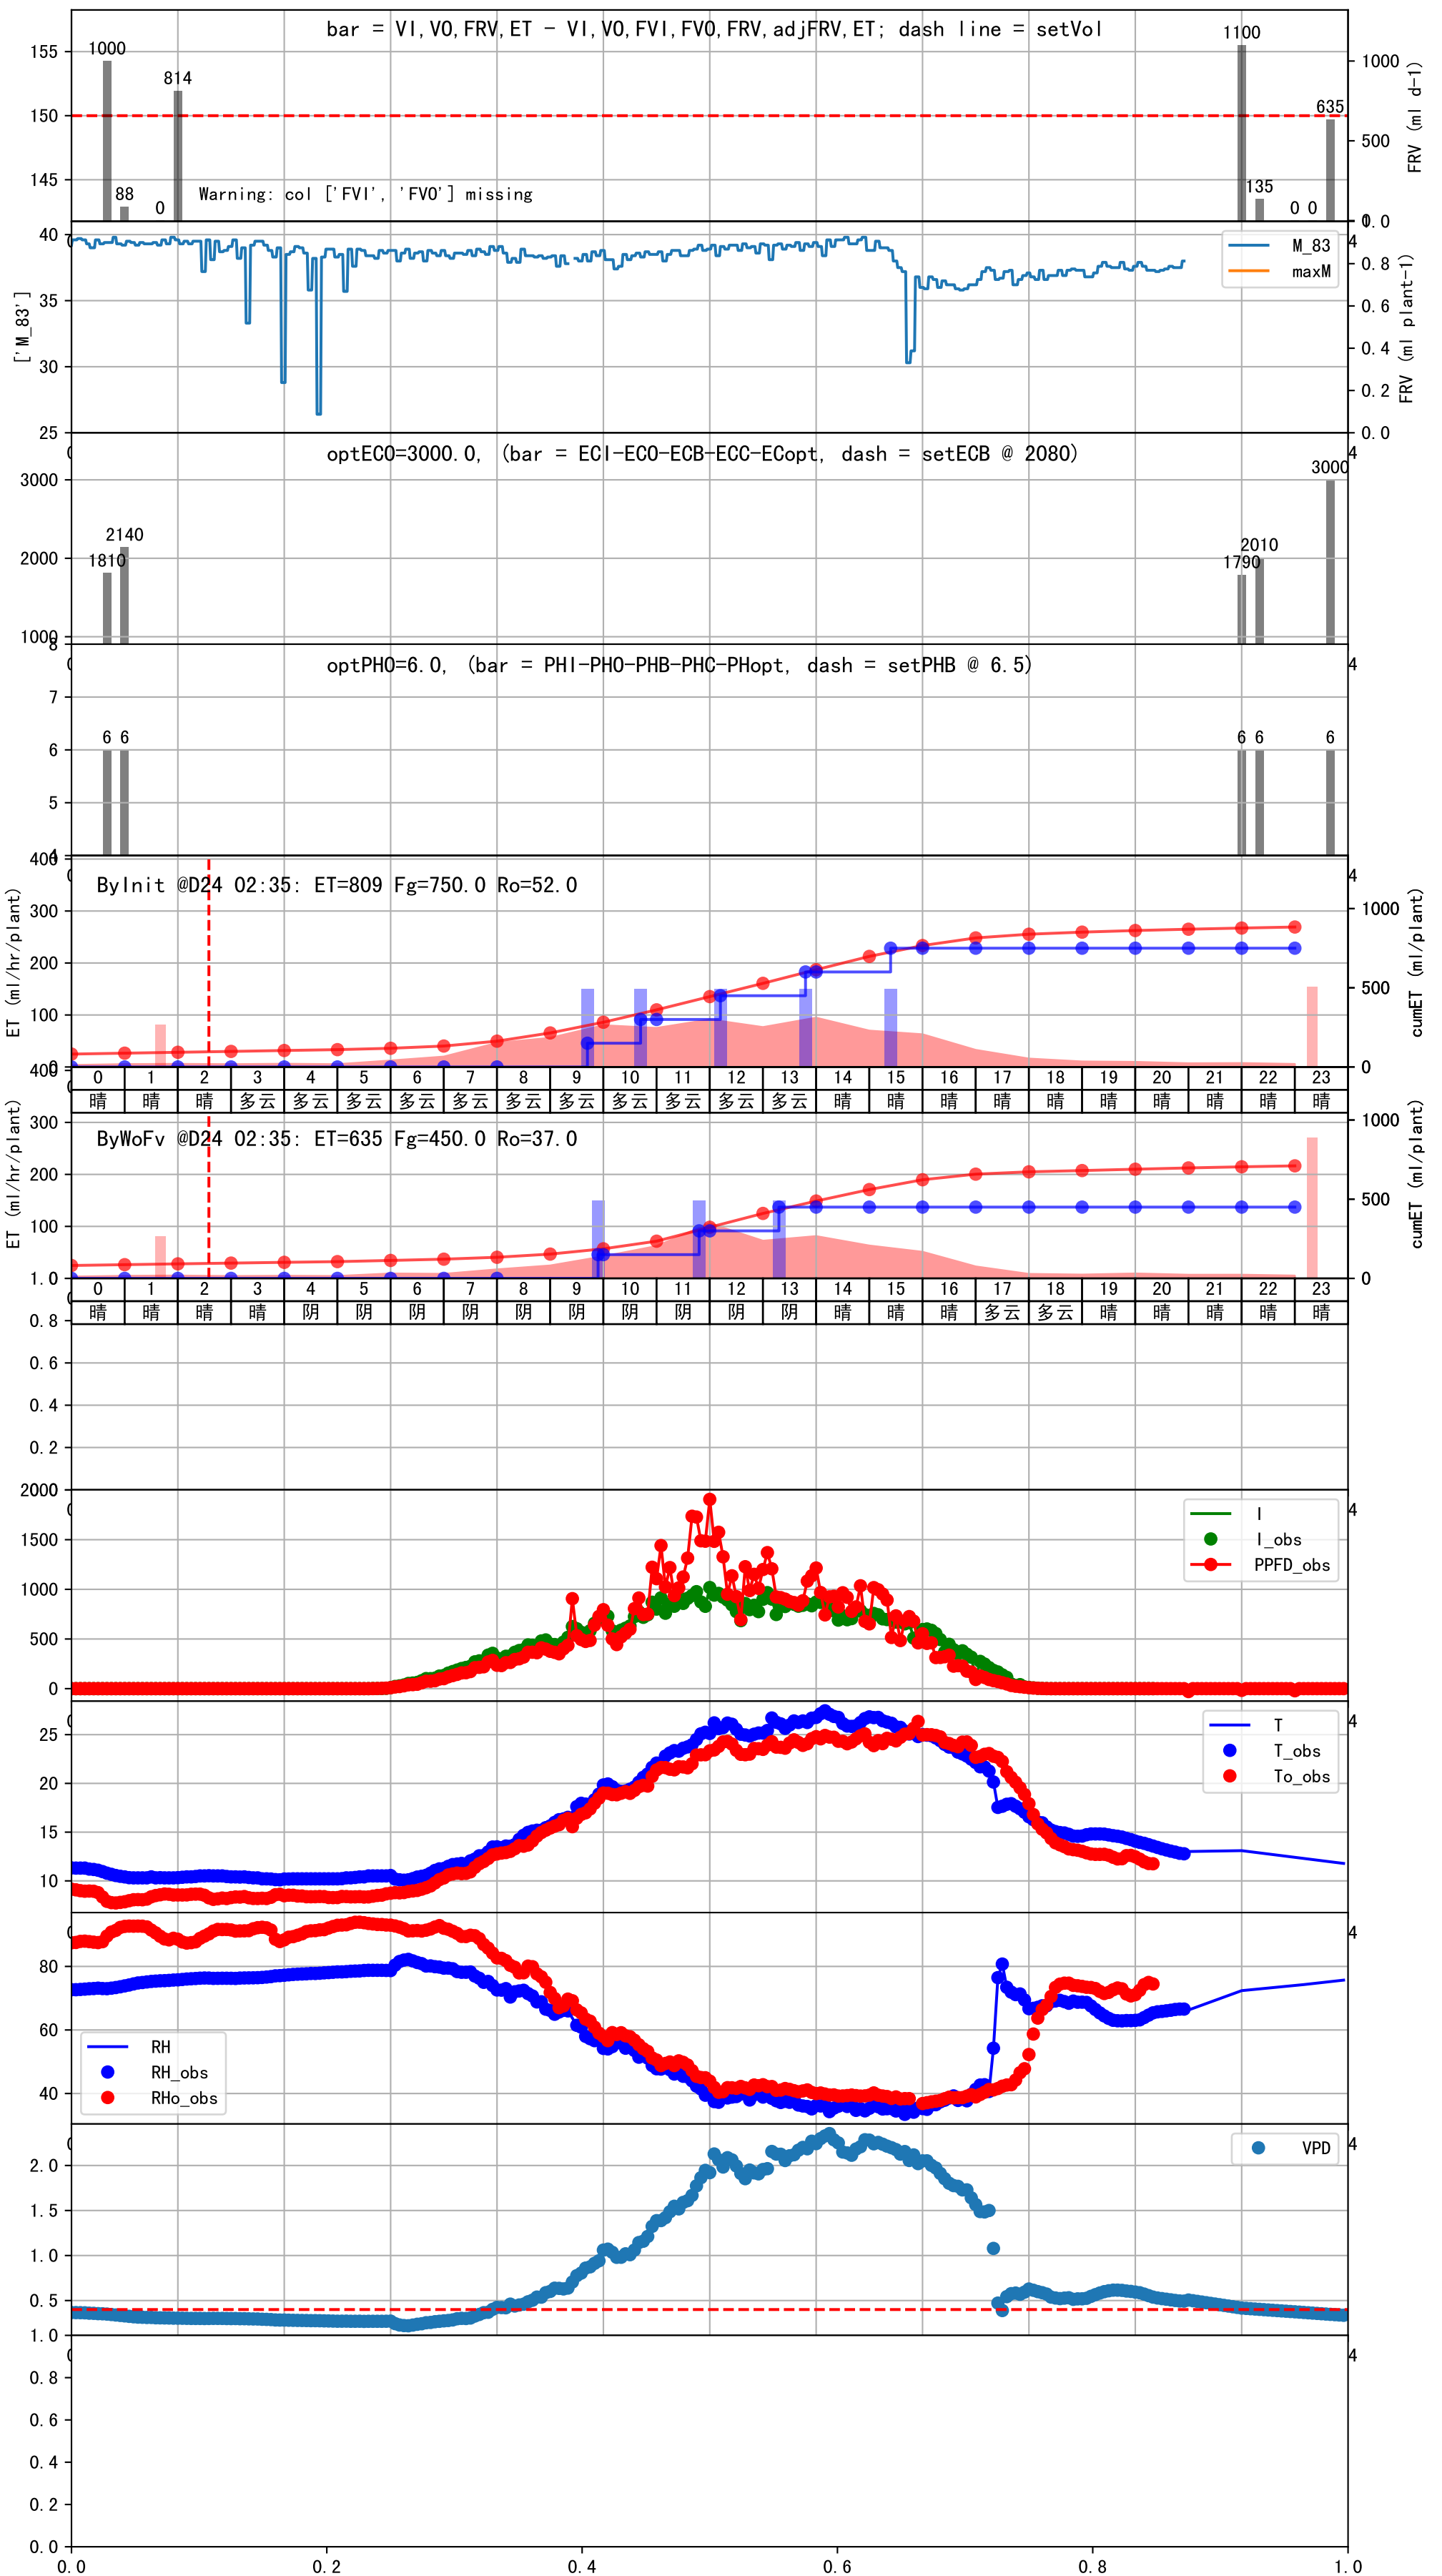 bar = VI,VO,FRV,ET - VI,VO,FVI,FVO,FRV,adjFRV,ET; dash line = setVol
1000
1100
155
1000
814
635
150
500
88
135
145
0
Warning: col ['FVI', 'FVO'] missing
0 0
FRV (ml d-1)
40
M_83
maxM
0.8
35
0.6
['M_83']
FRV (ml plant-1)
0.4
30
0.2
25
0.0
optECO=3000.0, (bar = ECI-ECO-ECB-ECC-ECopt, dash = setECB @ 2080)
4
3000
3000
2140
1810
2000
2010
1790
1000
8
optPHO=6.0, (bar = PHI-PHO-PHB-PHC-PHopt, dash = setPHB @ 6.5)
4
7
6 6
6 6
6
6
5
4
400
ByInit @D24 02:35: ET=809 Fg=750.0 Ro=52.0
4
300
1000
200
500
100
0
0
ET (ml/hr/plant)
cumET (ml/plant)
400
0 1 2 3 4 5 6 7 8 9 10 11 12 13 14 15 16 17 18 19 20 21 22 23
晴 晴 晴 多云 多云 多云 多云 多云 多云 多云 多云 多云 多云 多云 晴 晴 晴 晴 晴 晴 晴 晴 晴 晴
300
1000
ByWoFv @D24 02:35: ET=635 Fg=450.0 Ro=37.0
200
500
100
0
ET (ml/hr/plant)
cumET (ml/plant)
1.0
0 1 2 3 4 5 6 7 8 9 10 11 12 13 14 15 16 17 18 19 20 21 22 23
晴 晴 晴 晴 阴 阴 阴 阴 阴 阴 阴 阴 阴 阴 晴 晴 晴 多云 多云 晴 晴 晴 晴 晴
0.8
0.6
0.4
0.2
2000
4
I
I_obs
PPFD_obs
1500
1000
500
0
4
T
T_obs
To_obs
25
20
15
10
4
80
60
40
RH
RH_obs
RHo_obs
4
VPD
2.0
1.5
1.0
0.5
1.0
4
0.8
0.6
0.4
0.2
0.0
0.0 0.2 0.4 0.6 0.8 1.0